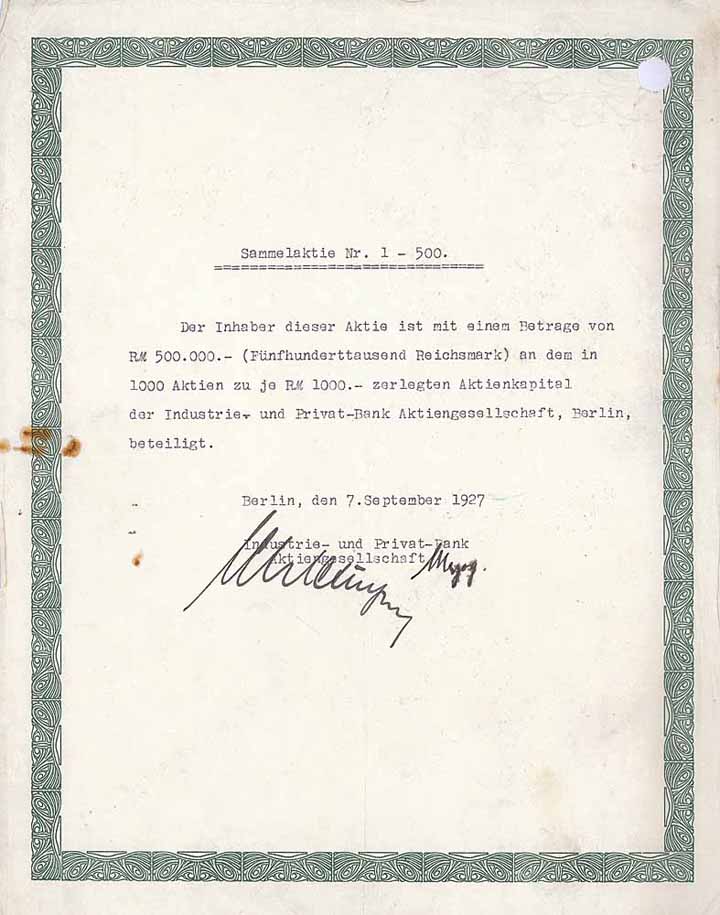 Sammelaktie Nr. 1 - 500.
Der Inhaber dieser Aktie ist mit einem Betrage von
RM 500.000.- (Fünfhunderttausend Reichsmark) an dem in
1000 Aktien zu je RM 1000.- zerlegten Aktienkapital
der Industrie- und Privat-Bank Aktiengesellschaft, Berlin,
beteiligt.
Berlin, den 7.September 1927
Industrie- und Privat-Bank
Aktiengesellschaft